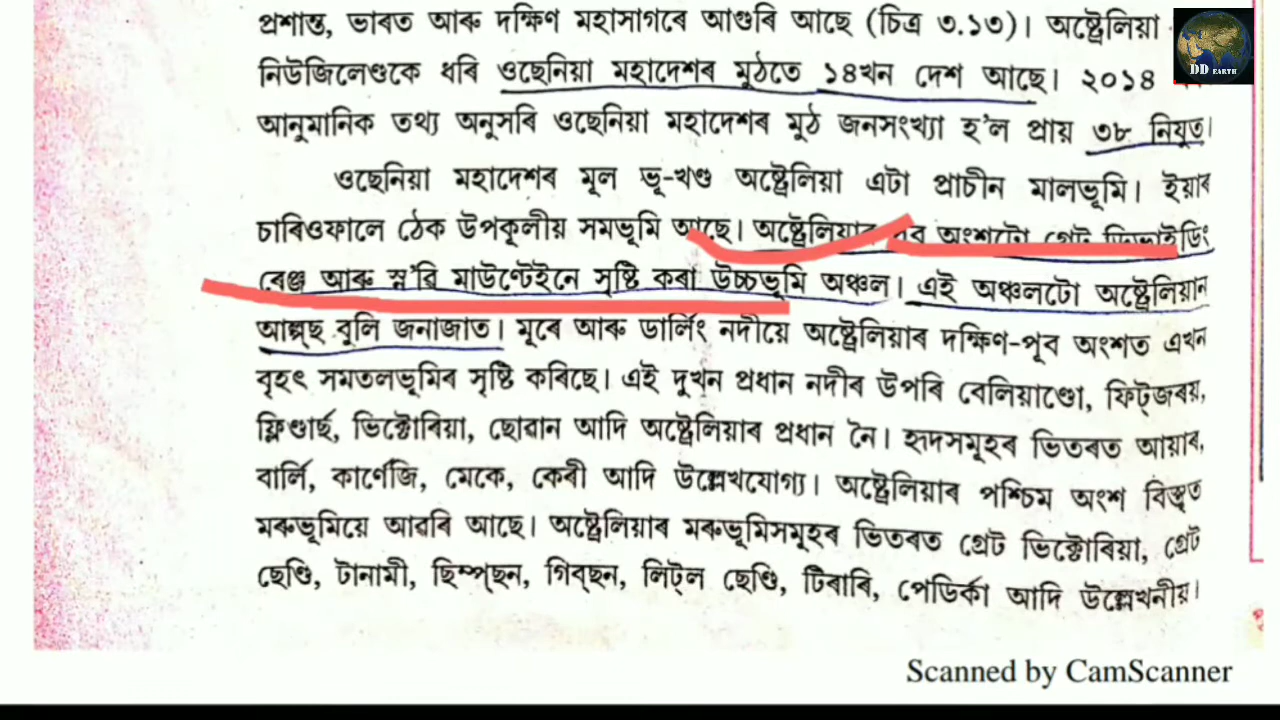 প্ৰশান্ত, ভাৰত আৰু দক্ষিণ মহাসাগৰে আগুৰি আছে (চিত্ৰ ৩.১৩)। অষ্ট্ৰেলিয়া
নিউজিলেণ্ডকে ধৰি ওছেনিয়া মহাদেশৰ মুঠতে ১৪খন দেশ আছে। ২০১৪
আনুমানিক তথ্য অনুসৰি ওছেনিয়া মহাদেশৰ মুঠ জনসংখ্যা হ'ল প্ৰায় ৩৮ নিযুত।
ওছেনিয়া মহাদেশৰ মূল ভূ-খণ্ড অষ্ট্ৰেলিয়া এটা প্ৰাচীন মালভূমি। ইয়াৰ
চাৰিওফালে ঠেক উপকূলীয় সমভূমি আছে। অষ্ট্ৰেলিয়াৰ পূব অংশটো গ্ৰেট ডিভাইডিং
ৰেঞ্জ আৰু স্ন'ৱি মাউণ্টেইনে সৃষ্টি কৰা উচ্চভূমি অঞ্চল। এই অঞ্চলটো অষ্ট্ৰেলিয়ান
আল্প্‌ছ বুলি জনাজাত। মূৰে আৰু ডাৰ্লিং নদীয়ে অষ্ট্ৰেলিয়াৰ দক্ষিণ-পূব অংশত এখন
বৃহৎ সমতলভূমিৰ সৃষ্টি কৰিছে। এই দুখন প্ৰধান নদীৰ উপৰি বেলিয়াণ্ডো, ফিট্‌জৰয়,
ফ্লিণ্ডাৰ্ছ, ভিক্টোৰিয়া, ছোৱান আদি অষ্ট্ৰেলিয়াৰ প্ৰধান নৈ। হ্ৰদসমূহৰ ভিতৰত আয়াৰ,
বাৰ্লি, কাৰ্ণেজি, মেকে, কেৰী আদি উল্লেখযোগ্য। অষ্ট্ৰেলিয়াৰ পশ্চিম অংশ বিস্তৃত
মৰুভূমিয়ে আৱৰি আছে। অষ্ট্ৰেলিয়াৰ মৰুভূমিসমূহৰ ভিতৰত গ্ৰেট ভিক্টোৰিয়া, গ্ৰেট
ছেণ্ডি, টানামী, ছিম্প্‌ছন, গিব্‌ছন, লিট্‌ল ছেণ্ডি, টিৰাৰি, পেডিৰ্কা আদি উল্লেখনীয়।
DD EARTH
Scanned by CamScanner